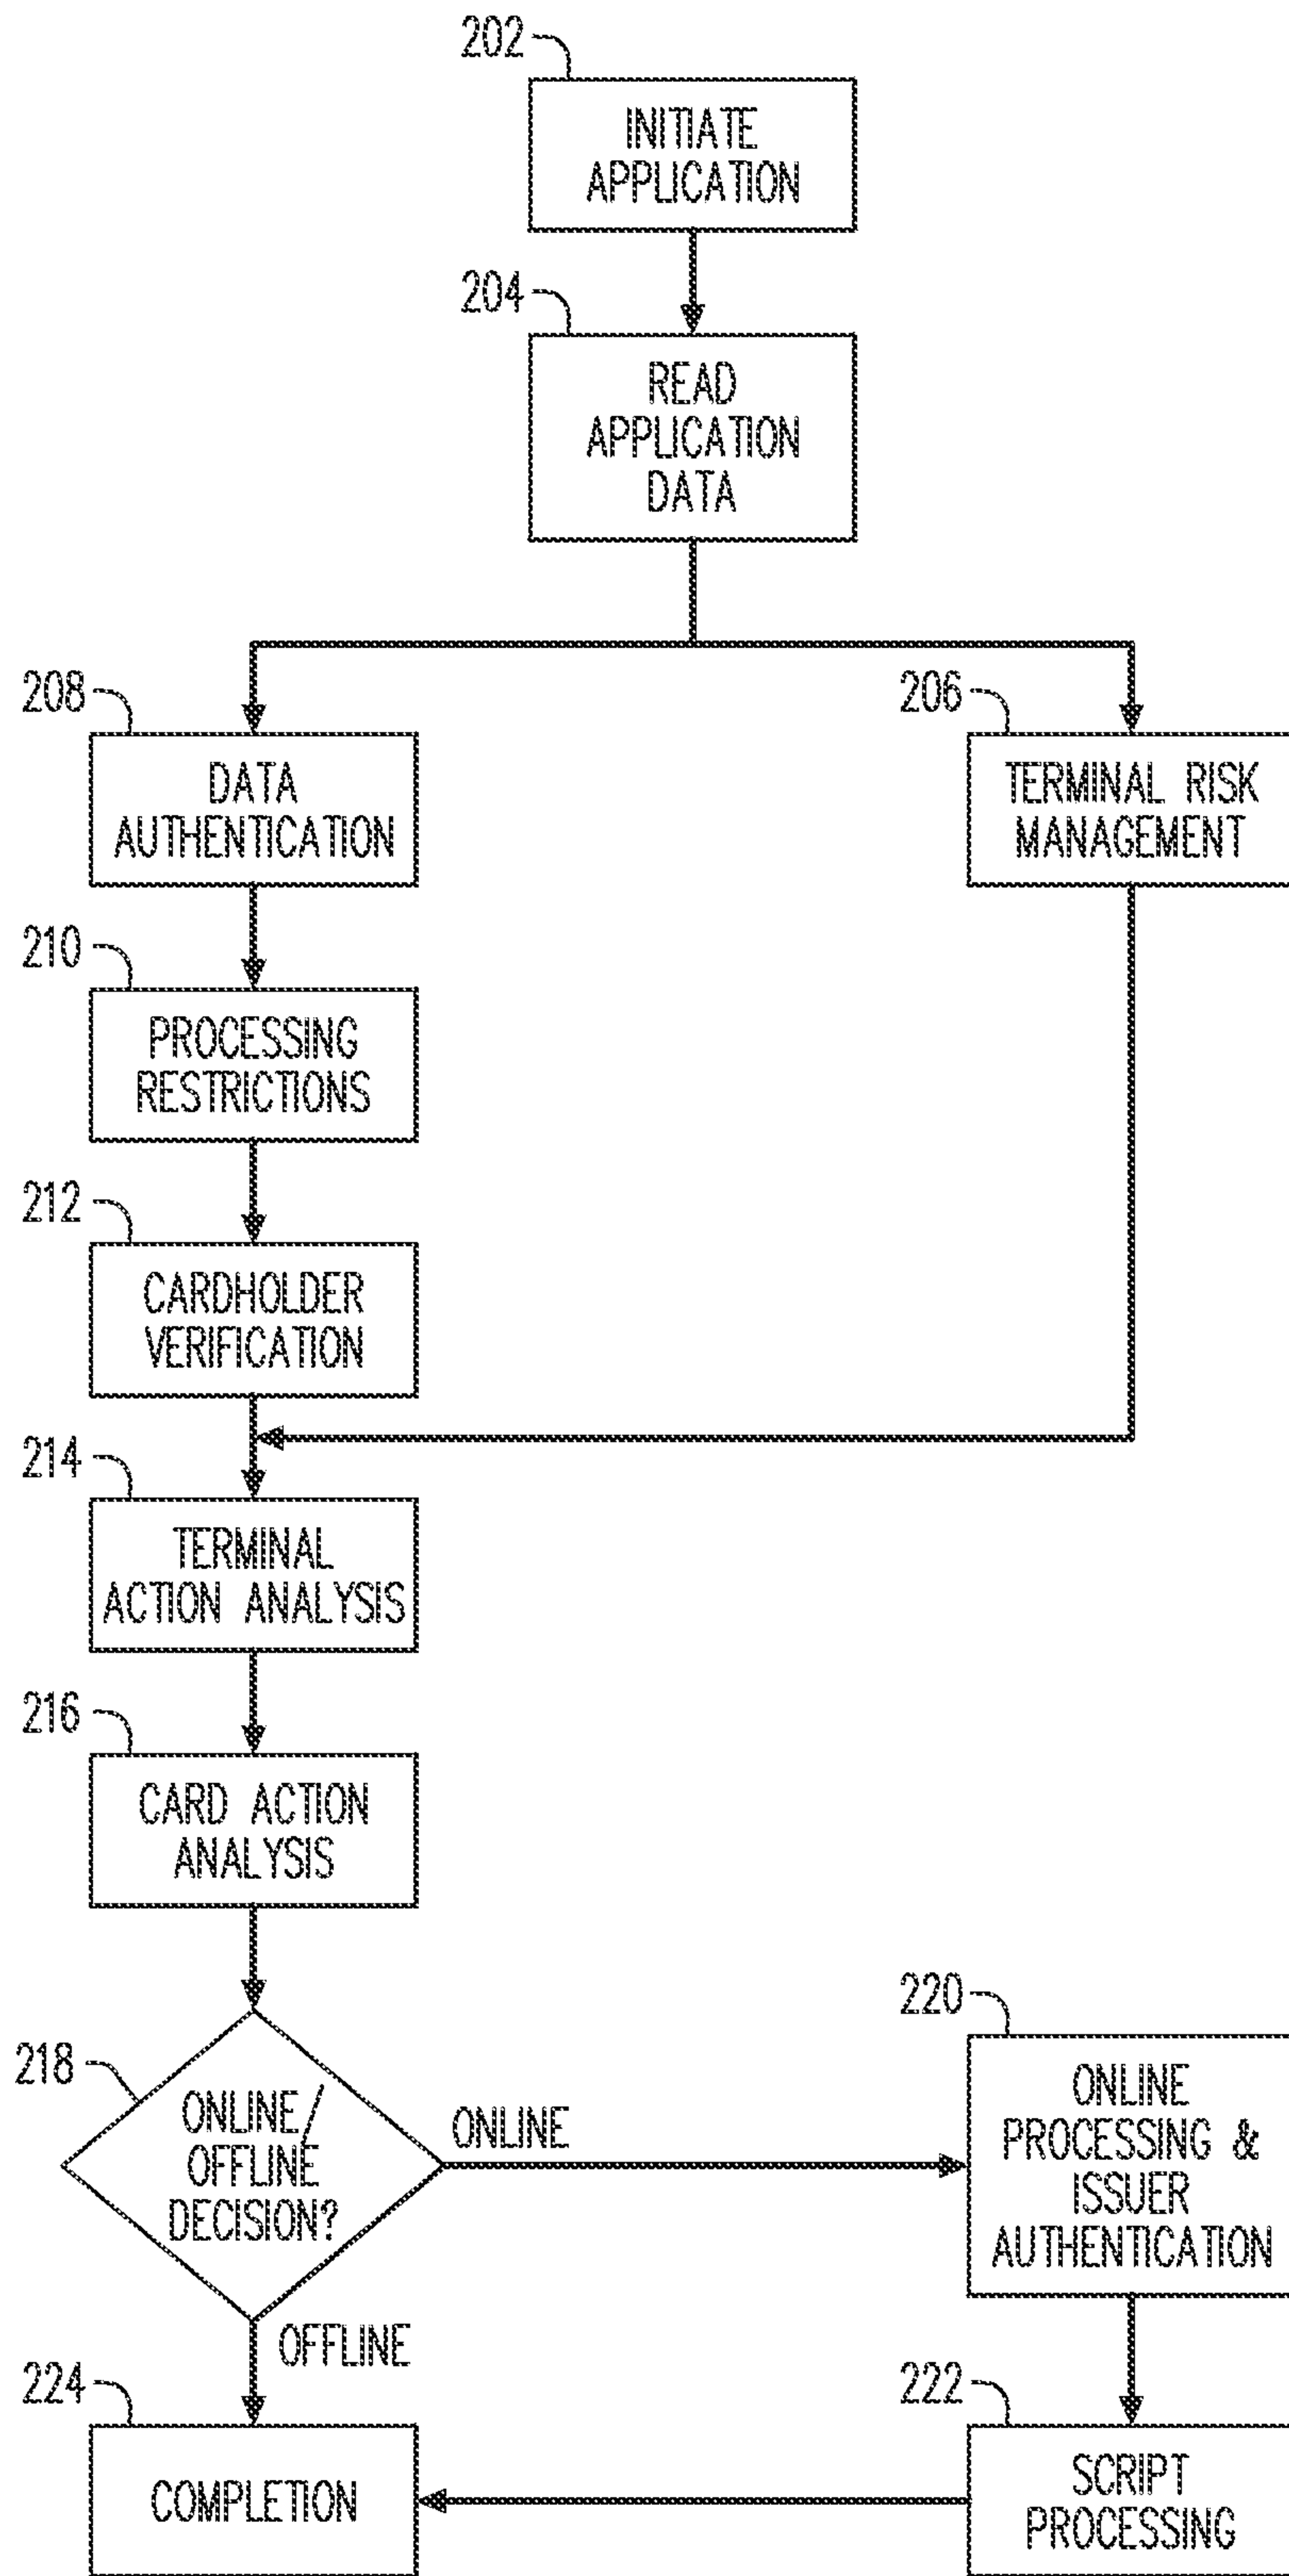 202
INITIATE
APPLICATION
204
READ
APPLICATION
DATA
208
DATA
AUTHENTICATION
206
TERMINAL RISK
MANAGEMENT
210
PROCESSING
RESTRICTIONS
212
CARDHOLDER
VERIFICATION
214
TERMINAL
ACTION ANALYSIS
216
CARD ACTION
ANALYSIS
218
ONLINE/
OFFLINE
DECISION?
ONLINE
OFFLINE
220
ONLINE
PROCESSING &
ISSUER
AUTHENTICATION
224
COMPLETION
222
SCRIPT
PROCESSING